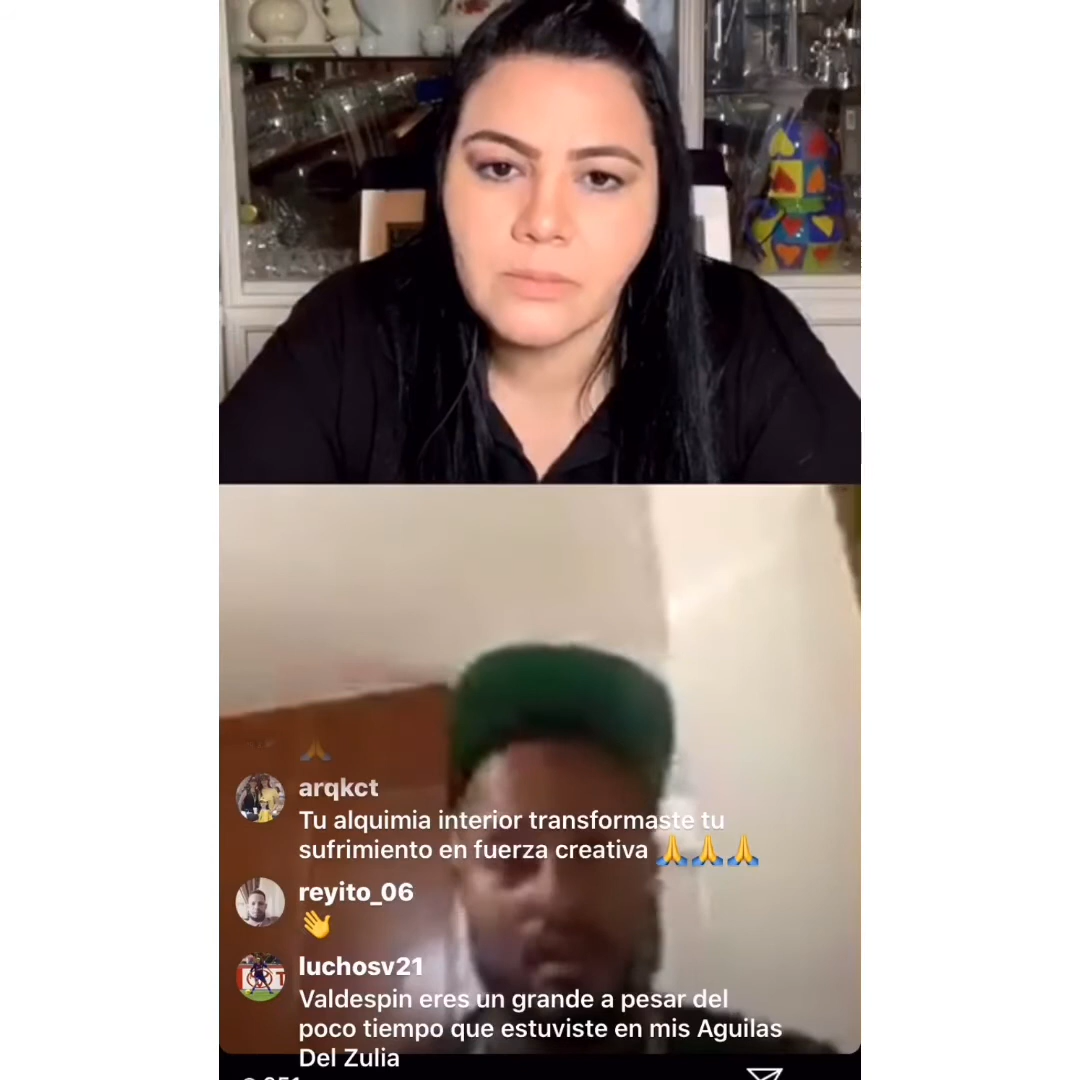 arqkct
Tu alquimia interior transformaste tu
sufrimiento en fuerza creativa 🙏🙏🙏
reyito_06
👋
luchosv21
Valdespin eres un grande a pesar del
poco tiempo que estuviste en mis Aguilas
Del Zulia